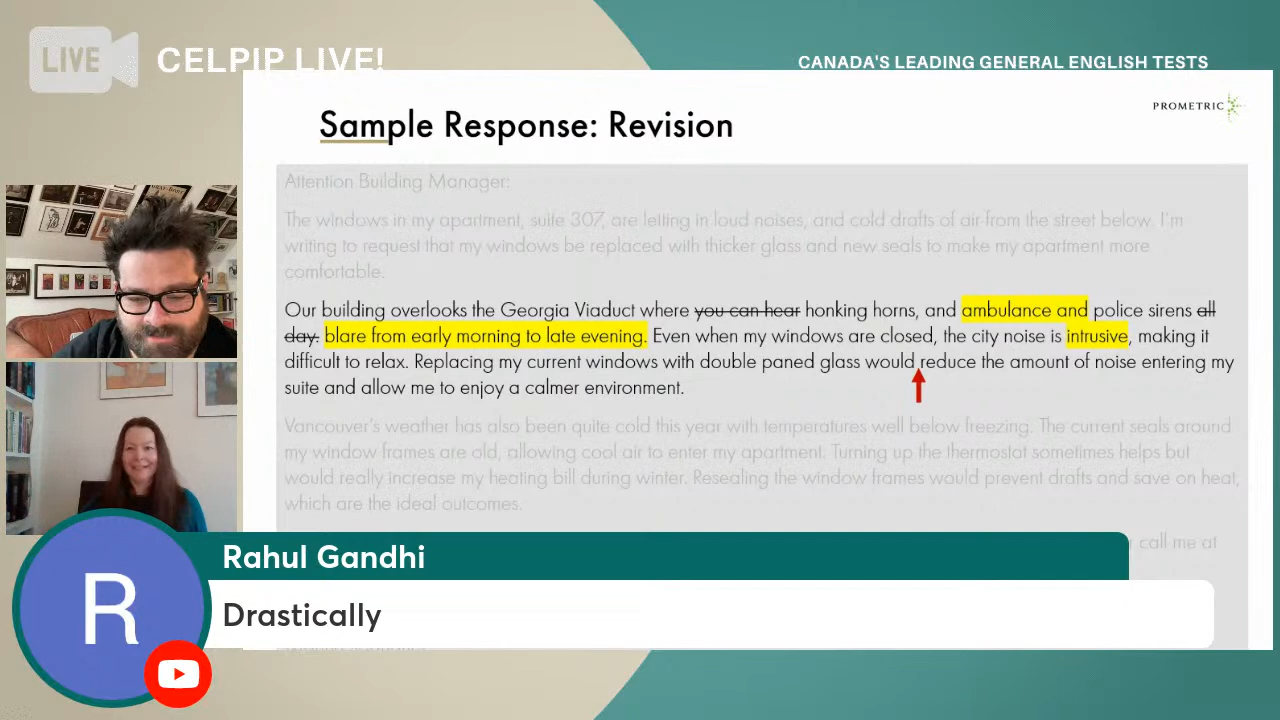 LIVE CELPIP LIVE!
CANADA'S LEADING GENERAL ENGLISH TESTS
PROMETRIC
Sample Response: Revision
Attention Building Manager:
The windows in my apartment, suite 307, are letting in loud noises, and cold drafts of air from the street below. I'm
writing to request that my windows be replaced with thicker glass and new seals to make my apartment more
comfortable.
Our building overlooks the Georgia Viaduct where you can hear honking horns, and ambulance and police sirens all
day. blare from early morning to late evening. Even when my windows are closed, the city noise is intrusive, making it
difficult to relax. Replacing my current windows with double paned glass would reduce the amount of noise entering my
suite and allow me to enjoy a calmer environment.
Vancouver's weather has also been quite cold this year with temperatures well below freezing. The current seals around
my window frames are old, allowing cool air to enter my apartment. Turning up the thermostat sometimes helps but
would really increase my heating bill during winter. Resealing the window frames would prevent drafts and save on heat,
which are the ideal outcomes.
call me at
R
Rahul Gandhi
Drastically